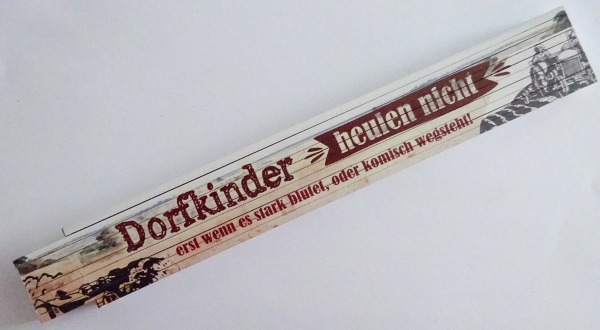 Dorfkinder heulen nicht
erst wenn es stark blutet, oder komisch wegsteht!